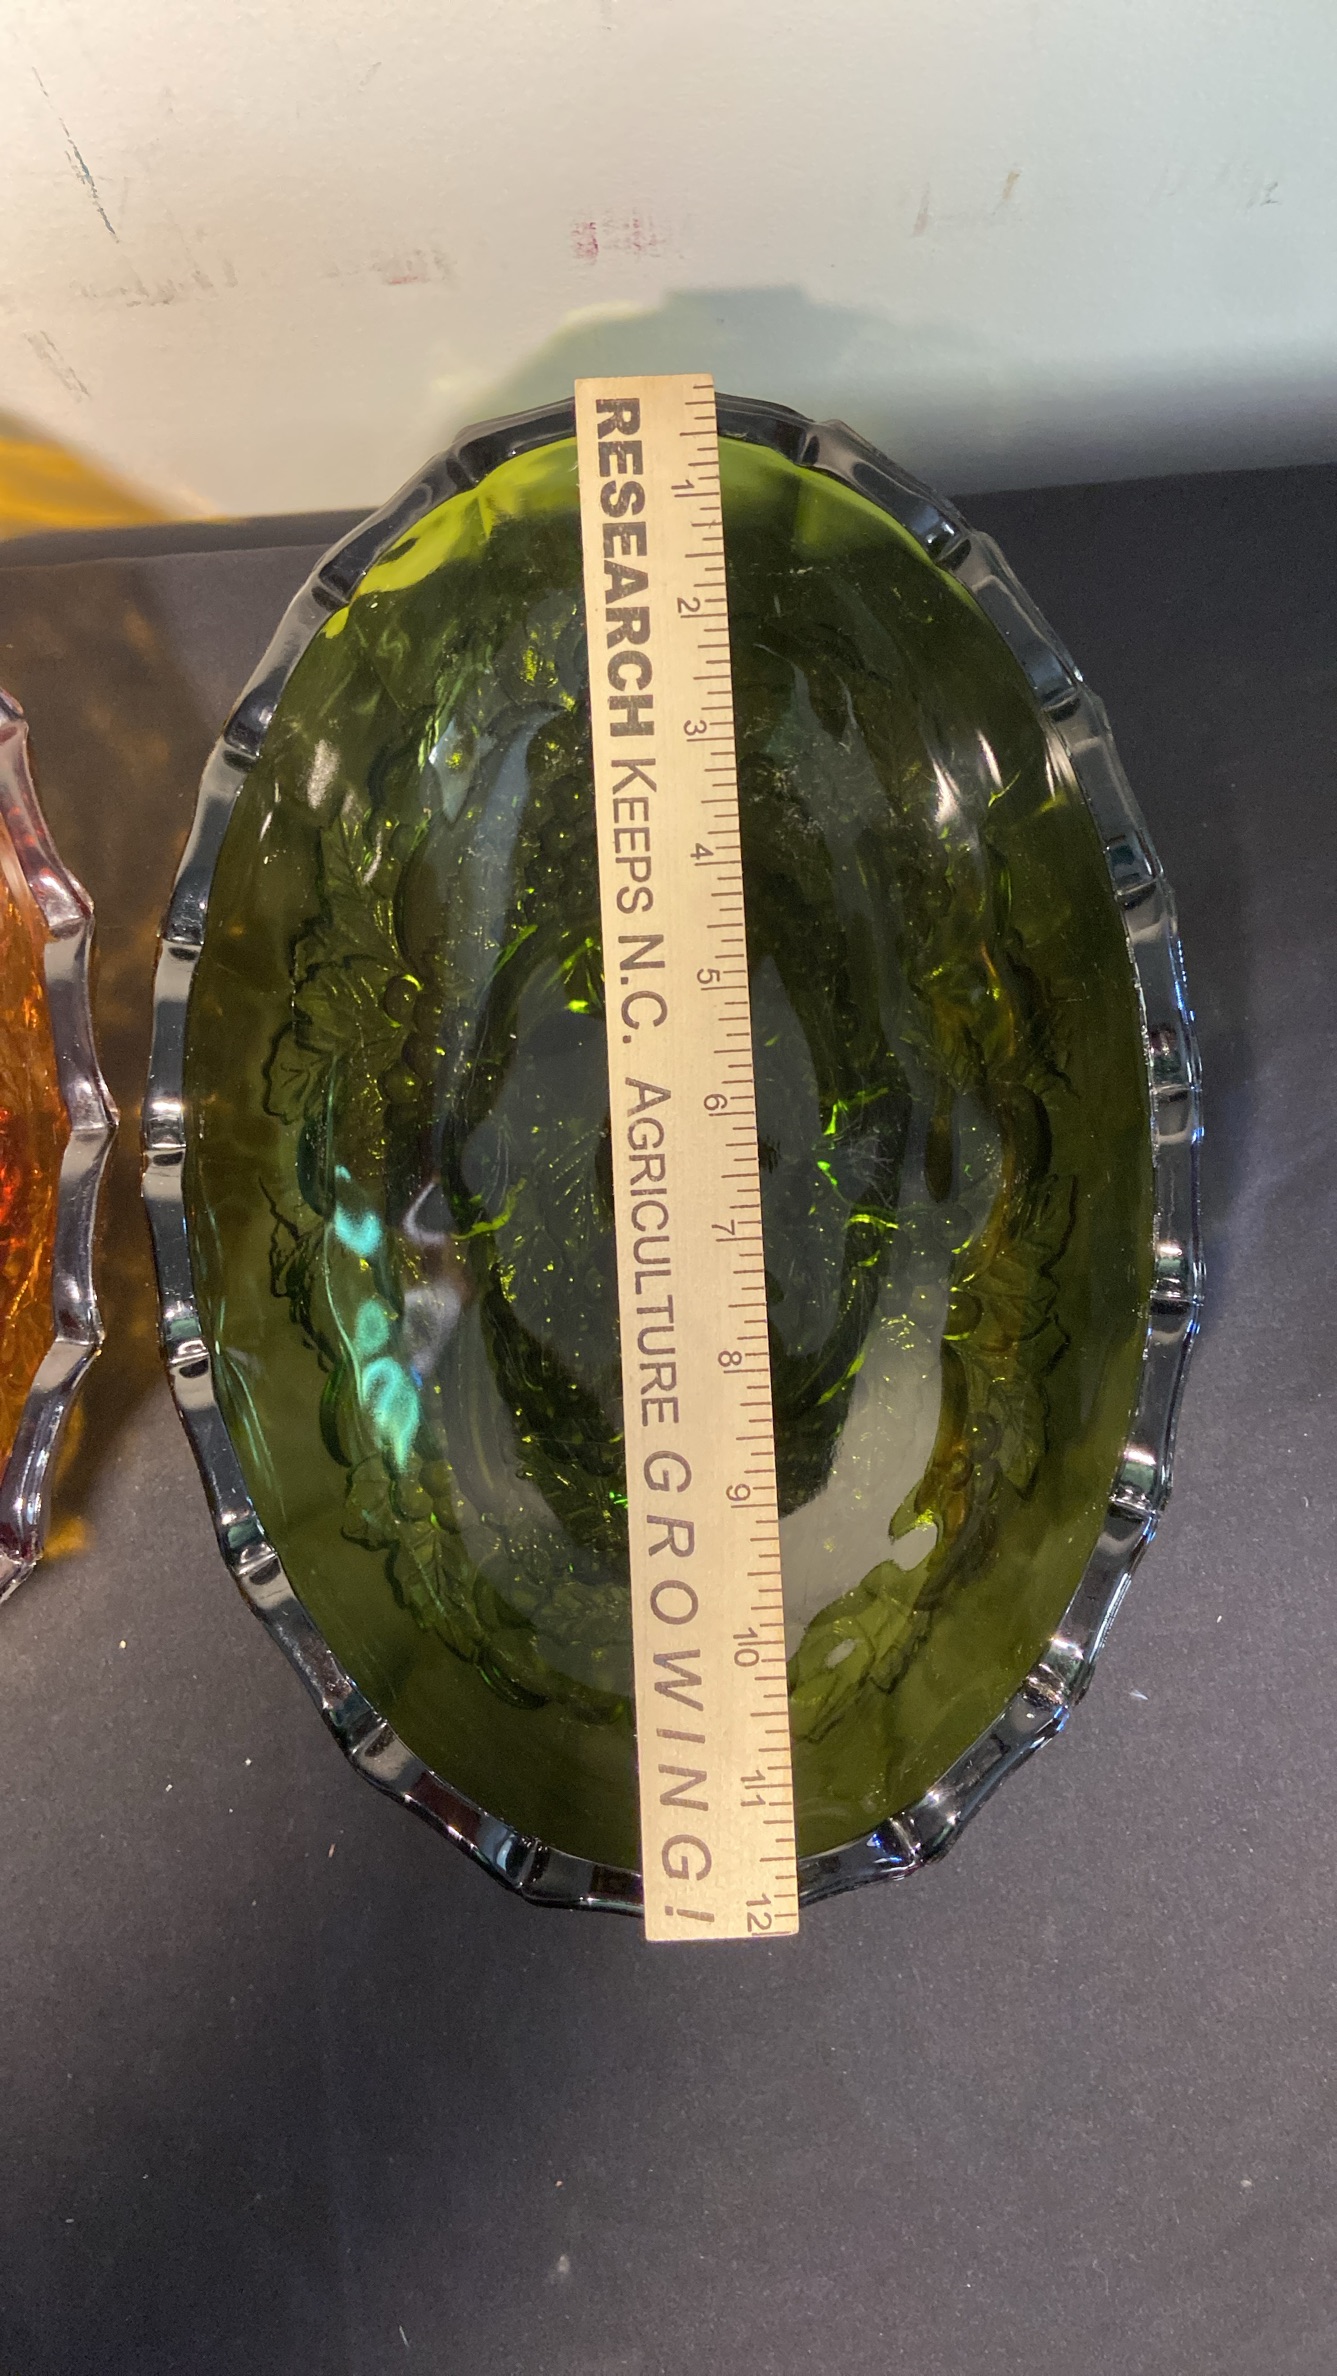 RESEARCH KEEPS N.C. AGRICULTURE GROWING!
1 2 3 4 5 6 7 8 9 10 11 12